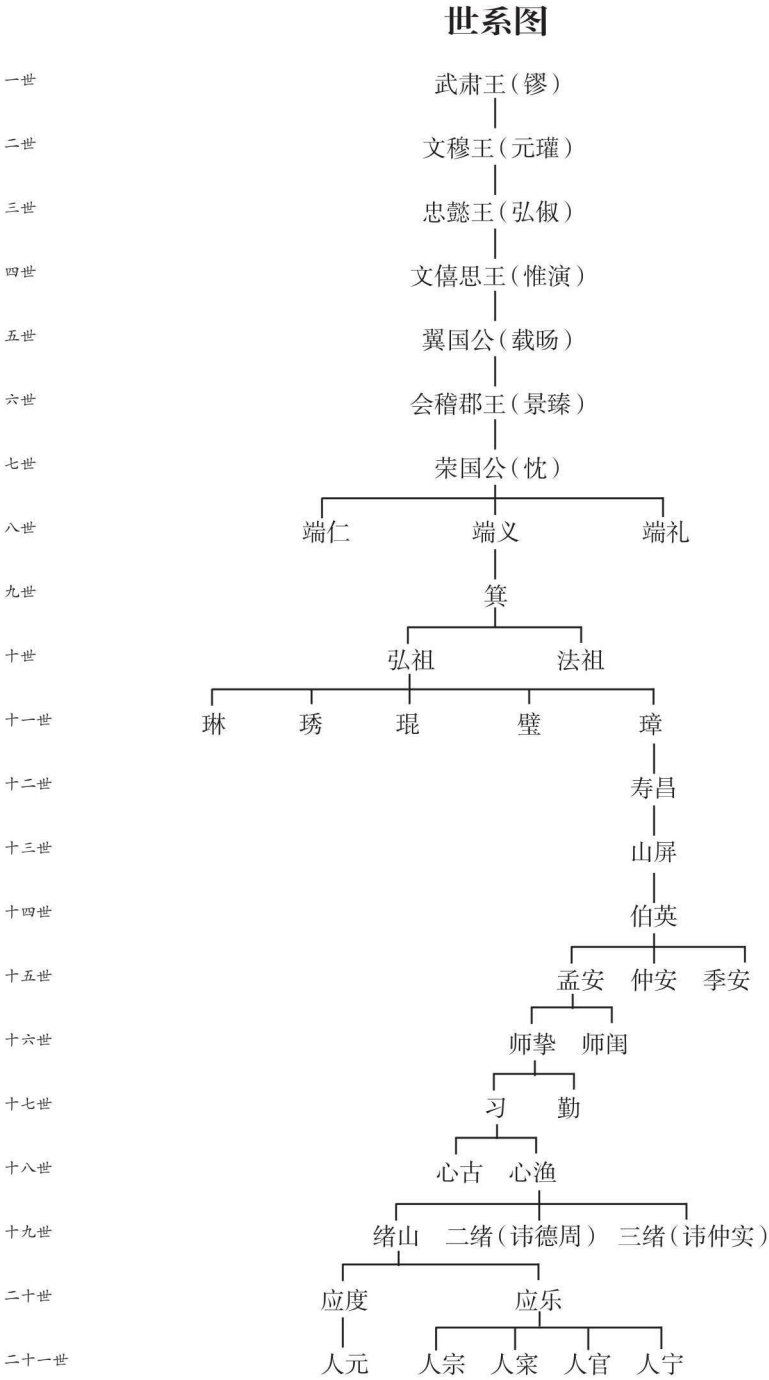 世系图
一世 武肃王（镠）
二世 文穆王（元瓘）
三世 忠懿王（弘俶）
四世 文僖思王（惟演）
五世 翼国公（载旸）
六世 会稽郡王（景臻）
七世 荣国公（忱）
八世 端仁 端义 端礼
九世 箕
十世 弘祖 法祖
十一世 琳 琇 琨 璧 璋
十二世 寿昌
十三世 山屏
十四世 伯英
十五世 孟安 仲安 季安
十六世 师挚 师闺
十七世 习 勤
十八世 心古 心渔
十九世 绪山 二绪（讳德周） 三绪（讳仲实）
二十世 应度 应乐
二十一世 人元 人宗 人寀 人官 人宁